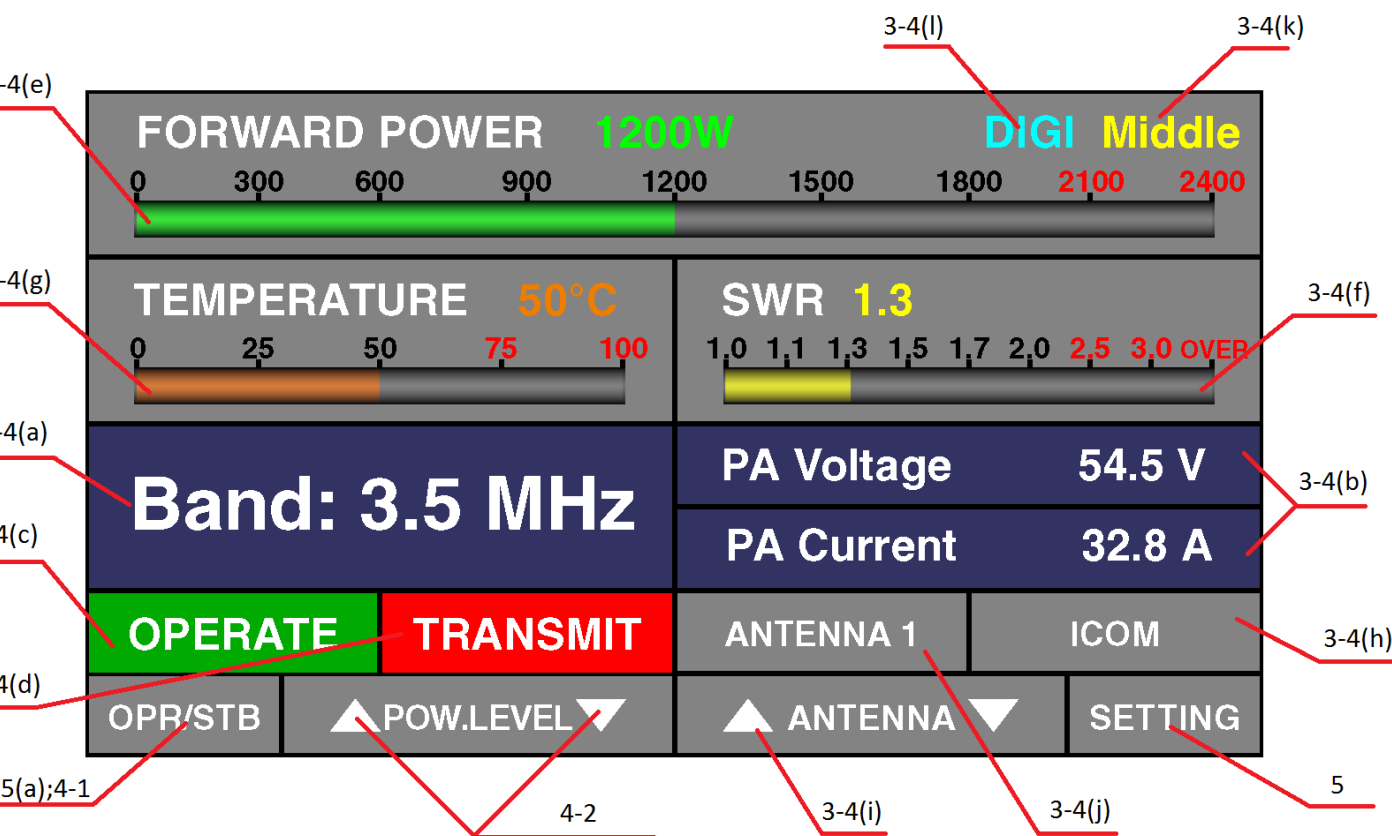 3-4(l)
3-4(k)
-4(e)
FORWARD POWER 1200W DIGI Middle
0 300 600 900 1200 1500 1800 2100 2400
-4(g)
3-4(f)
TEMPERATURE 50°C
SWR 1.3
0 25 50 75 100
1.0 1.1 1.3 1.5 1.7 2.0 2.5 3.0 OVER
-4(a)
Band: 3.5 MHz
PA Voltage 54.5 V
3-4(b)
PA Current 32.8 A
4(c)
OPERATE TRANSMIT ANTENNA 1 ICOM
3-4(h)
4(d)
OPR/STB POW.LEVEL ANTENNA SETTING
5(a);4-1
4-2
3-4(i)
3-4(j)
5